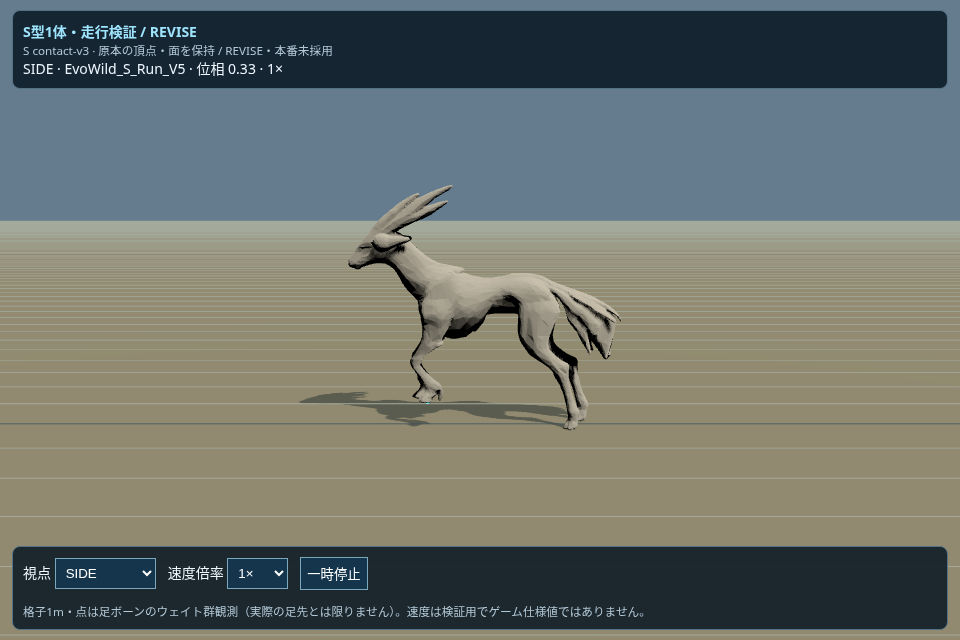 S型1体・走行検証 / REVISE
S contact-v3 · 原本の頂点・面を保持 / REVISE・本番未採用
SIDE · EvoWild_S_Run_V5 · 位相 0.33 · 1×
視点 SIDE 速度倍率 1× 一時停止
格子1m・点は足ボーンのウェイト群観測（実際の足先とは限りません）。速度は検証用でゲーム仕様値ではありません。